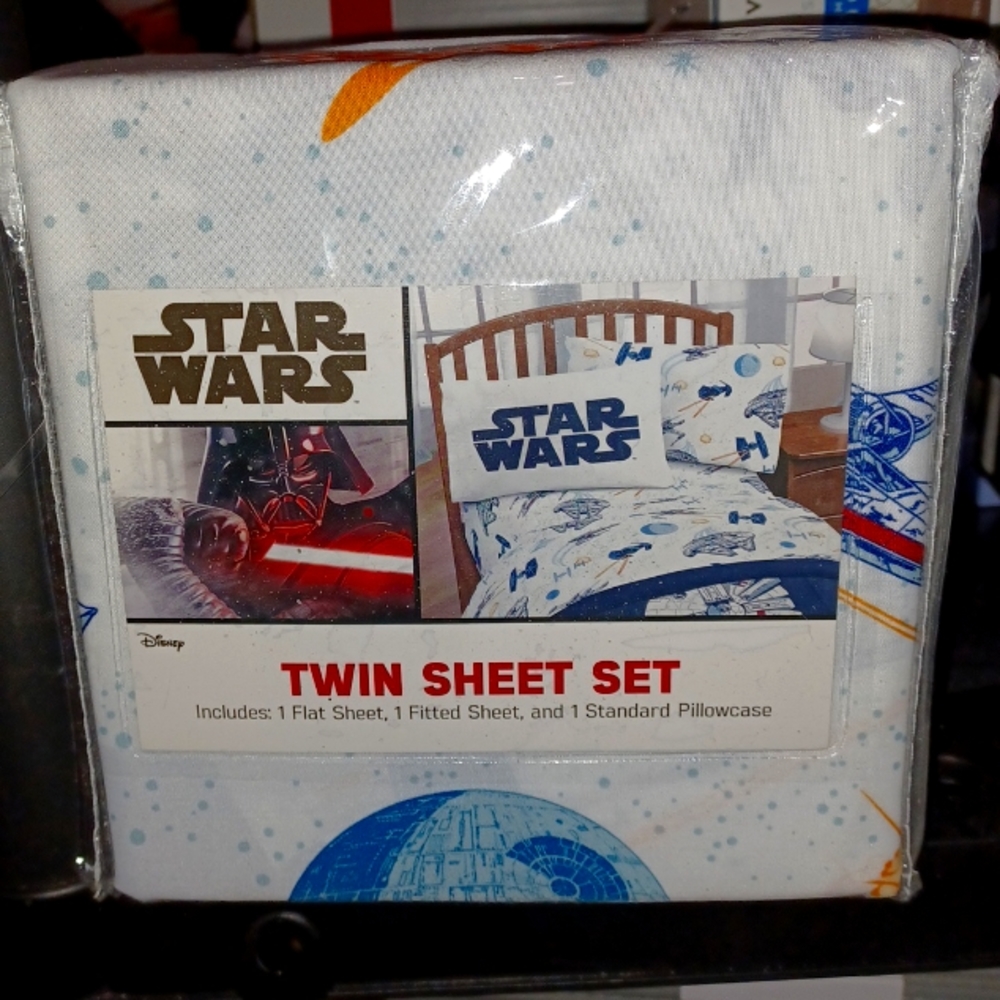 STAR
WARS
STAR
WARS
Disney
TWIN SHEET SET
Includes: 1 Flat Sheet, 1 Fitted Sheet, and 1 Standard Pillowcase